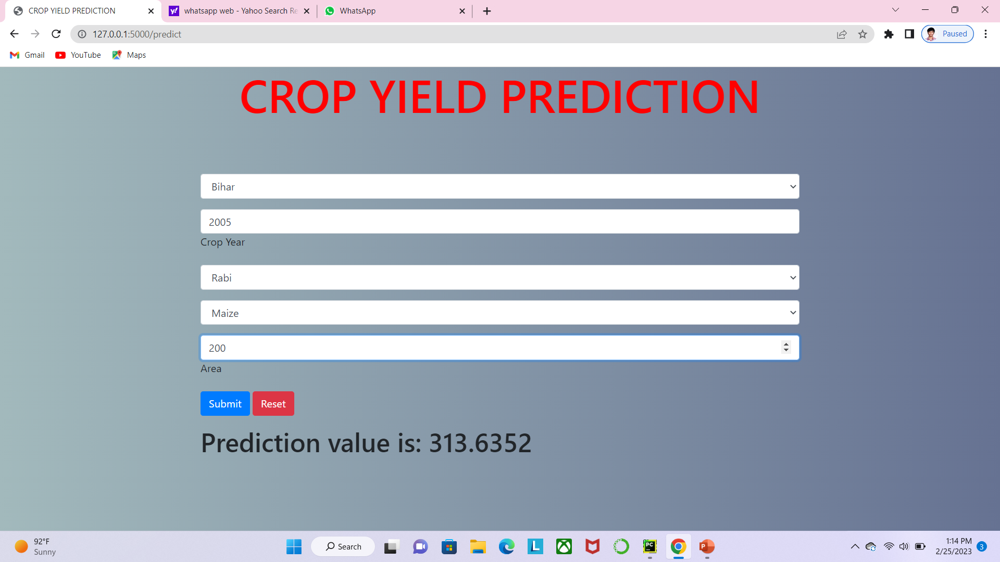 CROP YIELD PREDICTION
whatsapp web - Yahoo Search Re
WhatsApp
127.0.0.1:5000/predict
Paused
Gmail
YouTube
Maps
CROP YIELD PREDICTION
Bihar
2005
Crop Year
Rabi
Maize
200
Area
Submit
Reset
Prediction value is: 313.6352
92°F
Sunny
Search
L
PC
P
1:14 PM
2/25/2023
3